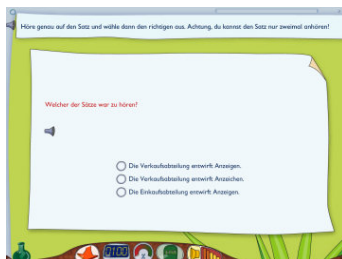 Höre genau auf den Satz und wähle dann den richtigen aus. Achtung, du kannst den Satz nur zweimal anhören!
Welcher der Sätze war zu hören?
Die Verkaufsabteilung entwirft Anzeigen.
Die Verkaufsabteilung entwirft Anzeichen.
Die Einkaufsabteilung entwirft Anzeigen.